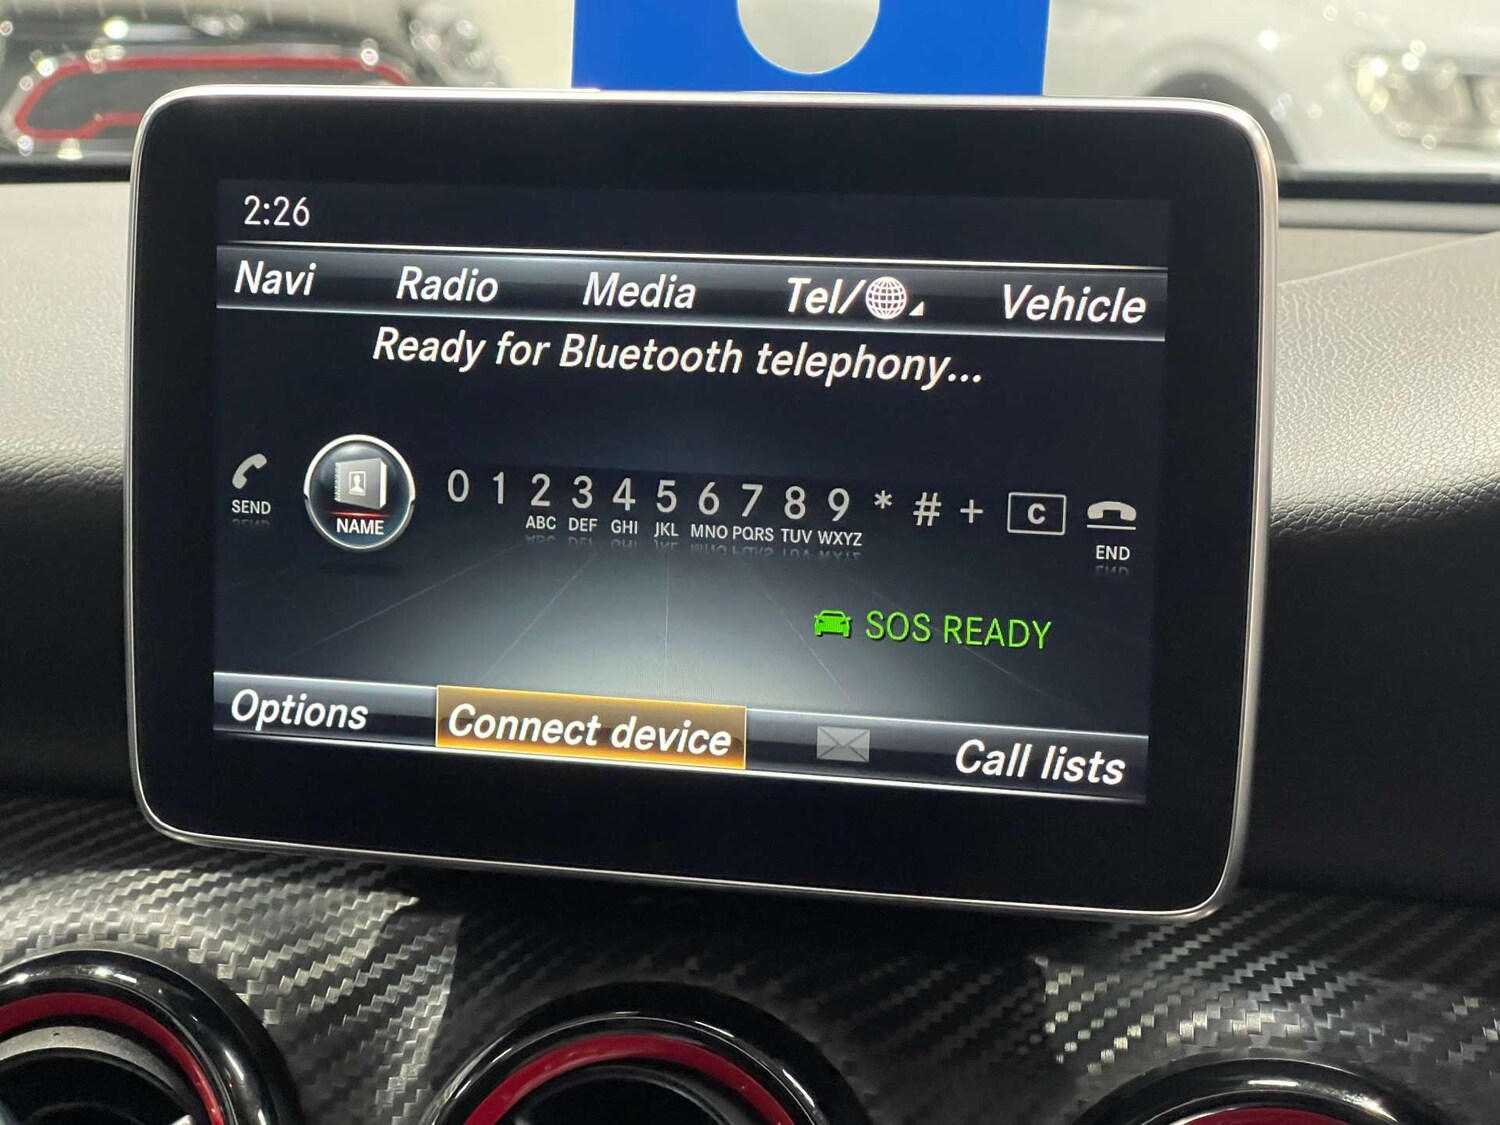 2:26
Navi Radio Media Tel/ Vehicle
Ready for Bluetooth telephony...
SEND NAME 0 1 2 3 4 5 6 7 8 9 * # + C END
ABC DEF GHI JKL MNO PQRS TUV WXYZ
SOS READY
Options Connect device Call lists